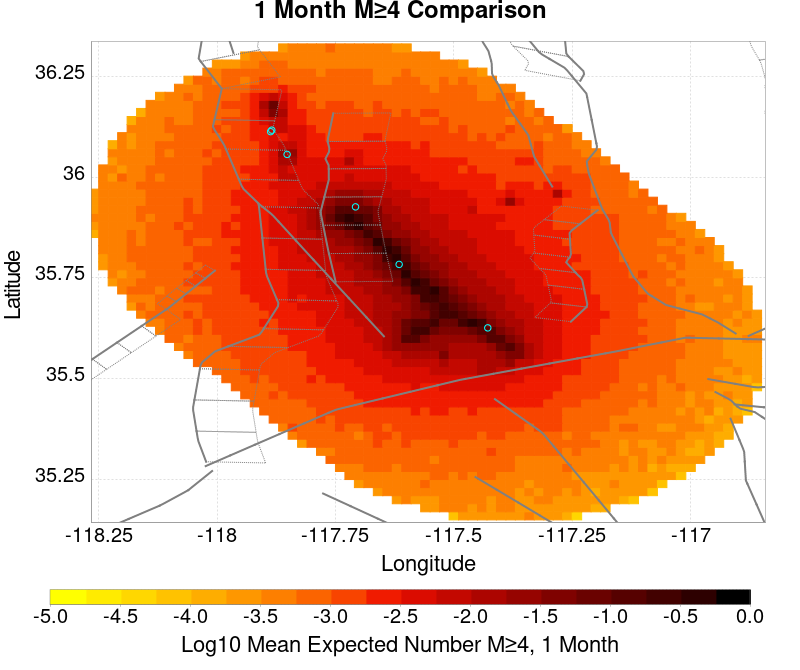 1 Month M≥4 Comparison
36.25
36
35.75
35.5
35.25
Latitude
-118.25 -118 -117.75 -117.5 -117.25 -117
Longitude
-5.0 -4.5 -4.0 -3.5 -3.0 -2.5 -2.0 -1.5 -1.0 -0.5 0.0
Log10 Mean Expected Number M≥4, 1 Month